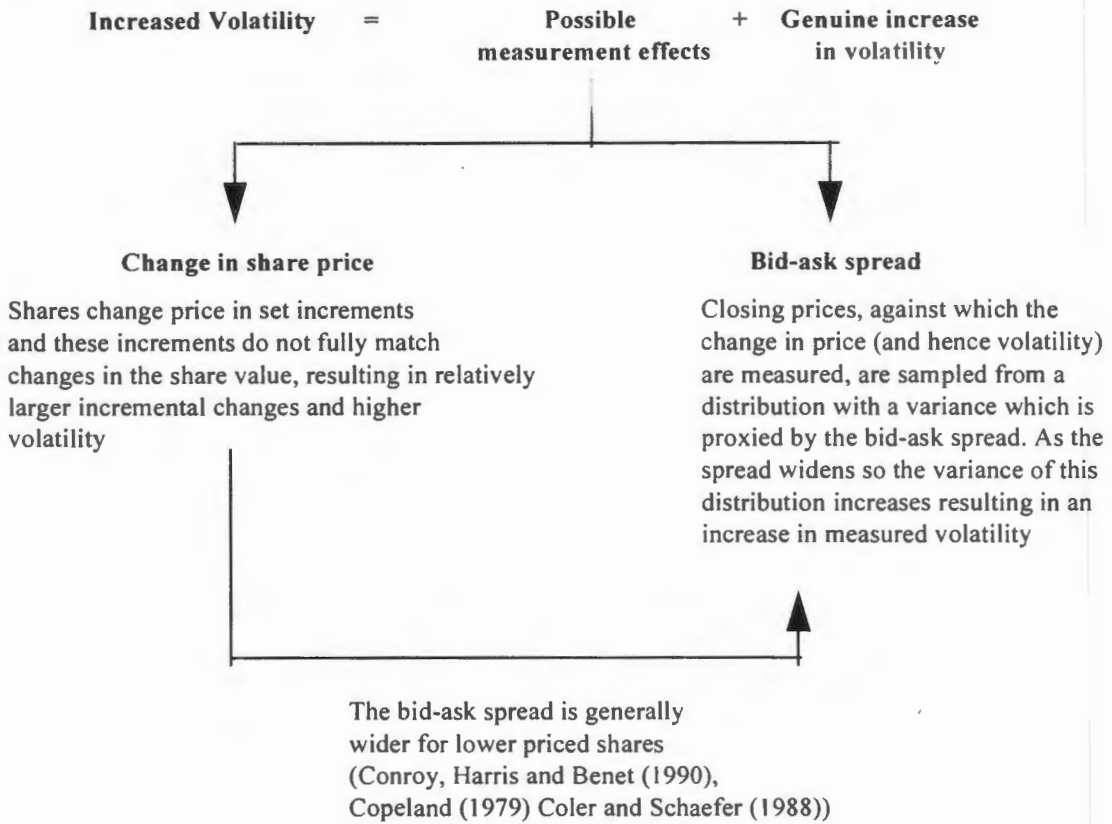 Increased Volatility = Possible measurement effects + Genuine increase in volatility
Change in share price
Shares change price in set increments
and these increments do not fully match
changes in the share value, resulting in relatively
larger incremental changes and higher
volatility
Bid-ask spread
Closing prices, against which the
change in price (and hence volatility)
are measured, are sampled from a
distribution with a variance which is
proxied by the bid-ask spread. As the
spread widens so the variance of this
distribution increases resulting in an
increase in measured volatility
The bid-ask spread is generally
wider for lower priced shares
(Conroy, Harris and Benet (1990),
Copeland (1979) Coler and Schaefer (1988))